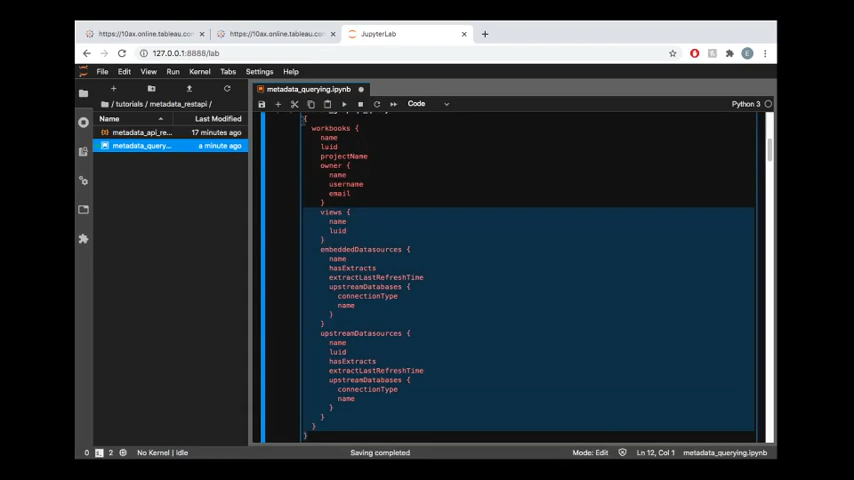 https://10ax.online.tableau.com/ https://10ax.online.tableau.com/ JupyterLab
127.0.0.1:8888/lab
File Edit View Run Kernel Tabs Settings Help
metadata_querying.ipynb
/ tutorials / metadata_restapi /
Code Python 3
Name Last Modified
metadata_api_re... 17 minutes ago
metadata_query... a minute ago
{
workbooks {
name
luid
projectName
owner {
name
username
email
}
views {
name
luid
}
embeddedDatasources {
name
hasExtracts
extractLastRefreshTime
upstreamDatabases {
connectionType
name
}
}
upstreamDatasources {
name
luid
hasExtracts
extractLastRefreshTime
upstreamDatabases {
connectionType
name
}
}
}
}
0 2 No Kernel | Idle Saving completed Mode: Edit Ln 12, Col 1 metadata_querying.ipynb